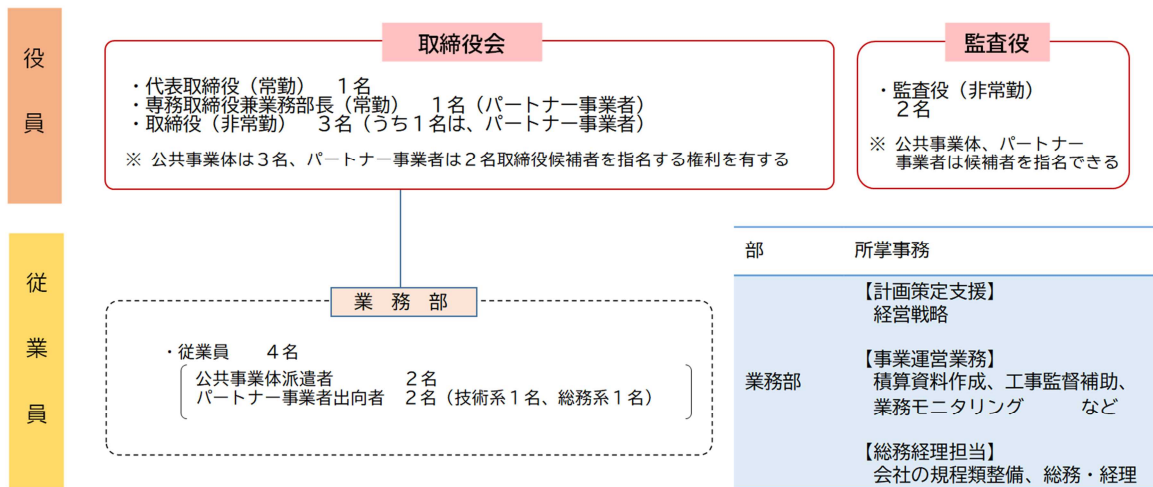 役員
取締役会
・代表取締役（常勤）　１名
・専務取締役兼業務部長（常勤）　１名（パートナー事業者）
・取締役（非常勤）　３名（うち１名は、パートナー事業者）
※ 公共事業体は３名、パートナー事業者は２名取締役候補者を指名する権利を有する
監査役
・監査役（非常勤）
２名
※ 公共事業体、パートナー
事業者は候補者を指名できる
従業員
業務部
・従業員　４名
公共事業体派遣者　２名
パートナー事業者出向者　２名（技術系１名、総務系１名）
部　所掌事務
業務部
【計画策定支援】
経営戦略
【事業運営業務】
積算資料作成、工事監督補助、
業務モニタリング　など
【総務経理担当】
会社の規程類整備、総務・経理